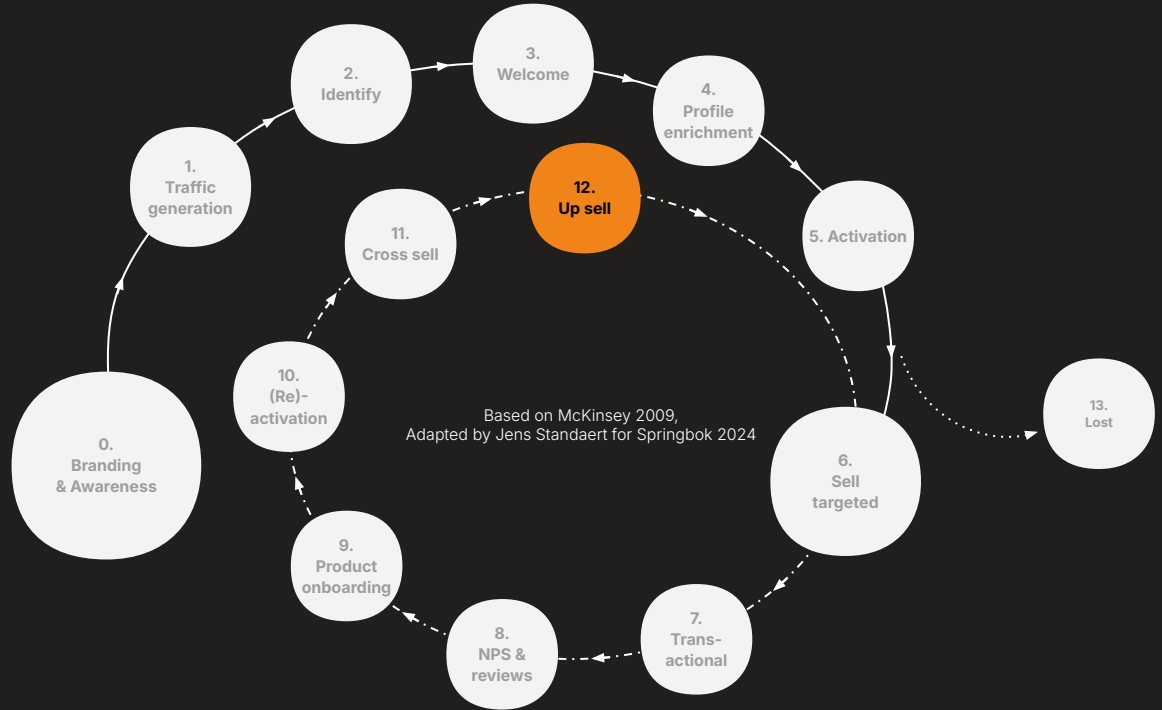 0.
Branding
& Awareness
1.
Traffic
generation
2.
Identify
3.
Welcome
4.
Profile
enrichment
5. Activation
6.
Sell
targeted
7.
Trans-
actional
8.
NPS &
reviews
9.
Product
onboarding
10.
(Re)-
activation
11.
Cross sell
12.
Up sell
13.
Lost
Based on McKinsey 2009,
Adapted by Jens Standaert for Springbok 2024